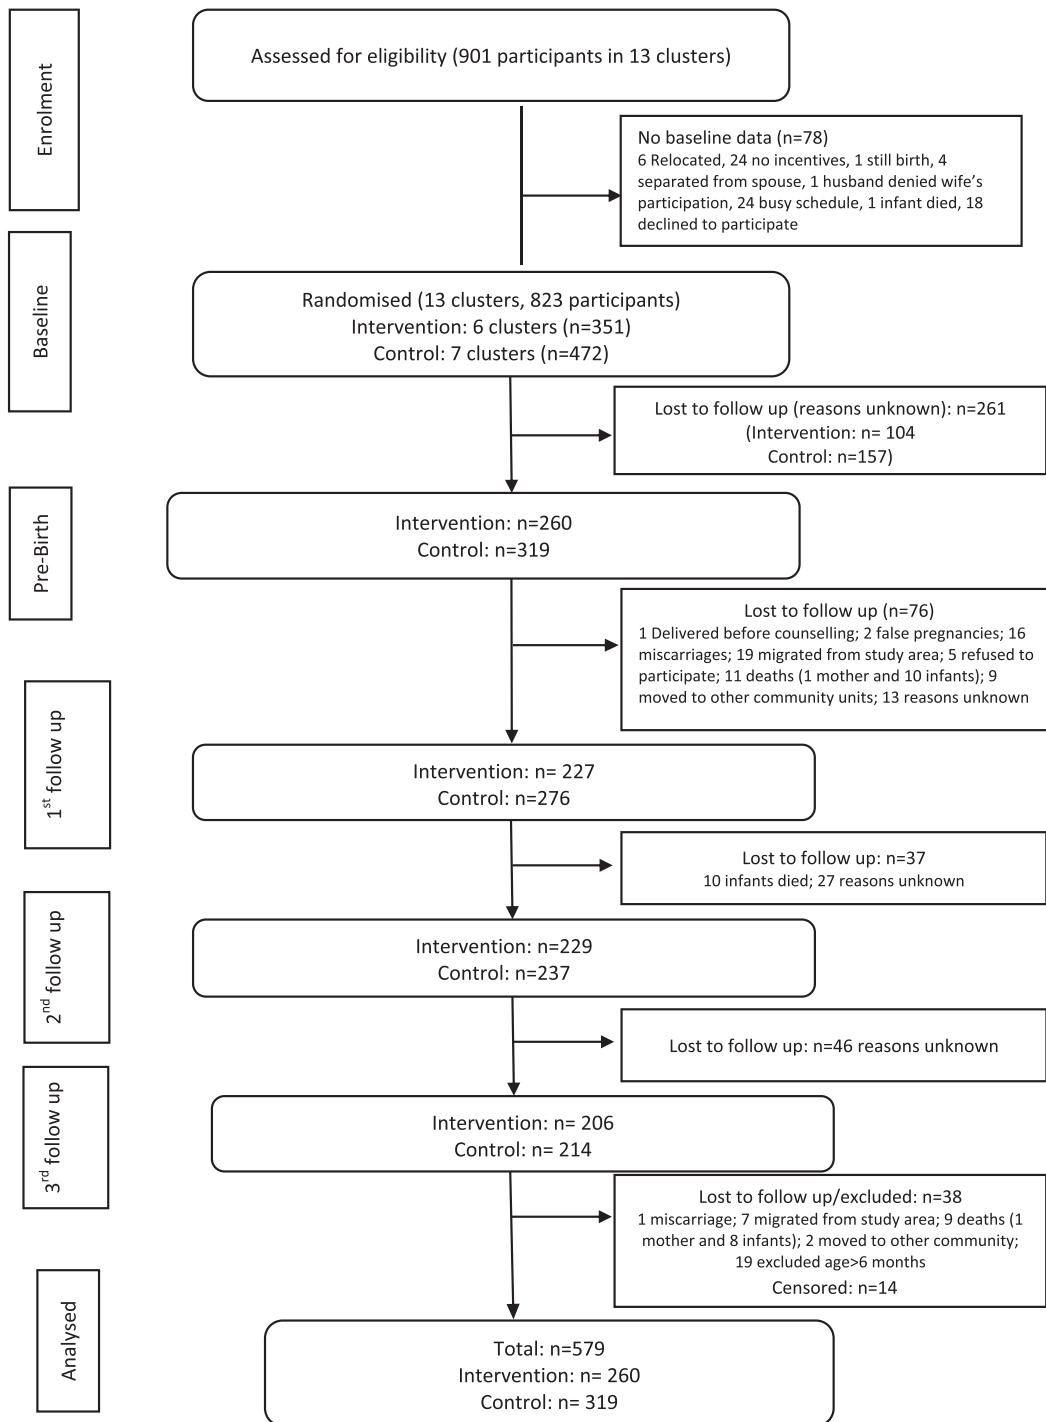 Enrolment
Assessed for eligibility (901 participants in 13 clusters)
No baseline data (n=78)
6 Relocated, 24 no incentives, 1 still birth, 4
separated from spouse, 1 husband denied wife's
participation, 24 busy schedule, 1 infant died, 18
declined to participate
Baseline
Randomised (13 clusters, 823 participants)
Intervention: 6 clusters (n=351)
Control: 7 clusters (n=472)
Lost to follow up (reasons unknown): n=261
(Intervention: n= 104
Control: n=157)
Pre-Birth
Intervention: n=260
Control: n=319
Lost to follow up (n=76)
1 Delivered before counselling; 2 false pregnancies; 16
miscarriages; 19 migrated from study area; 5 refused to
participate; 11 deaths (1 mother and 10 infants); 9
moved to other community units; 13 reasons unknown
1st follow up
Intervention: n= 227
Control: n=276
Lost to follow up: n=37
10 infants died; 27 reasons unknown
2nd follow up
Intervention: n=229
Control: n=237
Lost to follow up: n=46 reasons unknown
3rd follow up
Intervention: n= 206
Control: n= 214
Lost to follow up/excluded: n=38
1 miscarriage; 7 migrated from study area; 9 deaths (1
mother and 8 infants); 2 moved to other community;
19 excluded age>6 months
Censored: n=14
Analysed
Total: n=579
Intervention: n= 260
Control: n= 319